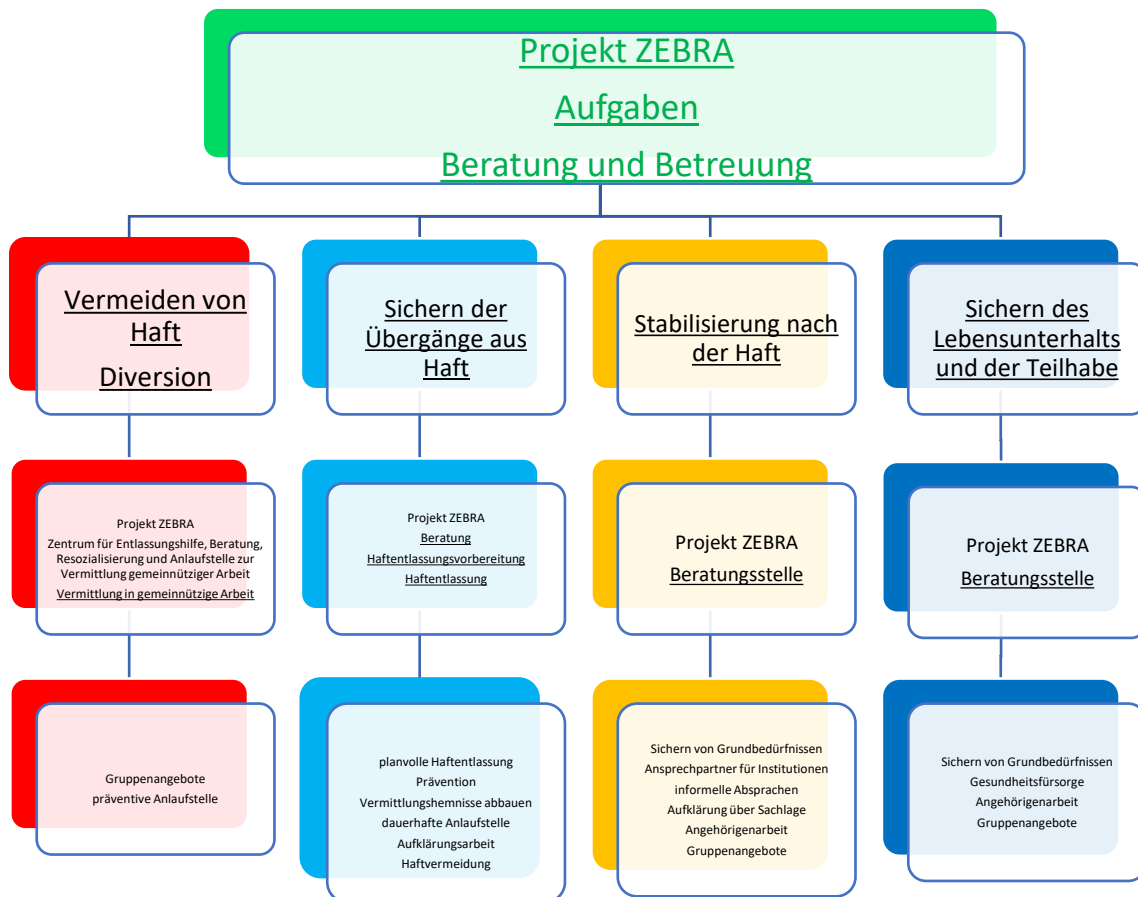 Projekt ZEBRA
Aufgaben
Beratung und Betreuung
Vermeiden von
Haft
Diversion
Sichern der
Übergänge aus
Haft
Stabilisierung nach
der Haft
Sichern des
Lebensunterhalts
und der Teilhabe
Projekt ZEBRA
Zentrum für Entlassungshilfe, Beratung,
Resozialisierung und Anlaufstelle zur
Vermittlung gemeinnütziger Arbeit
Vermittlung in gemeinnützige Arbeit
Projekt ZEBRA
Beratung
Haftentlassungsvorbereitung
Haftentlassung
Projekt ZEBRA
Beratungsstelle
Projekt ZEBRA
Beratungsstelle
Gruppenangebote
präventive Anlaufstelle
planvolle Haftentlassung
Prävention
Vermittlungshemnisse abbauen
dauerhafte Anlaufstelle
Aufklärungsarbeit
Haftvermeidung
Sichern von Grundbedürfnissen
Ansprechpartner für Institutionen
informelle Absprachen
Aufklärung über Sachlage
Angehörigenarbeit
Gruppenangebote
Sichern von Grundbedürfnissen
Gesundheitsfürsorge
Angehörigenarbeit
Gruppenangebote